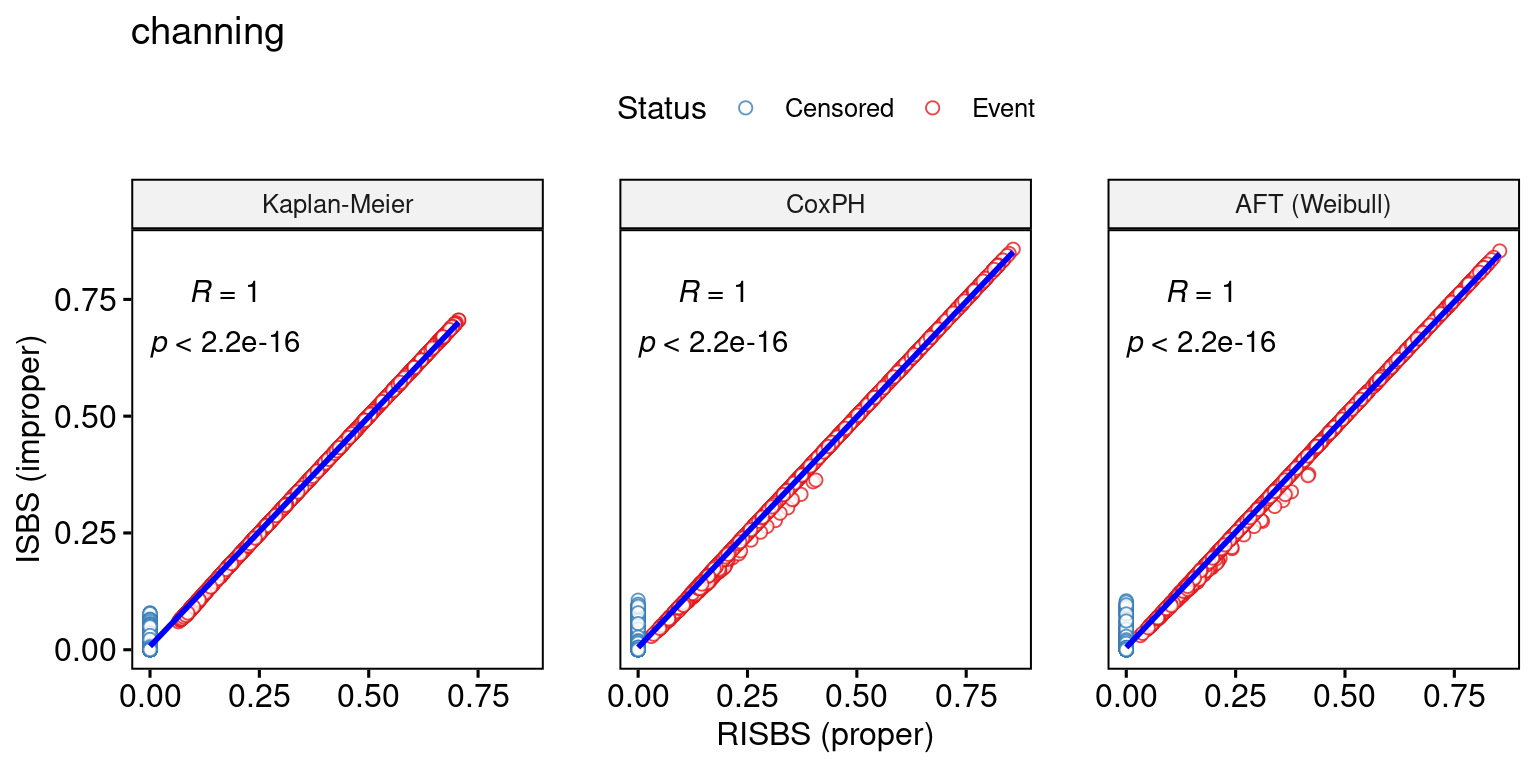 channing
Status Censored Event
Kaplan-Meier CoxPH AFT (Weibull)
ISBS (improper)
0.75
0.50
0.25
0.00
R = 1
p < 2.2e-16
R = 1
p < 2.2e-16
R = 1
p < 2.2e-16
0.00 0.25 0.50 0.75 0.00 0.25 0.50 0.75 0.00 0.25 0.50 0.75
RISBS (proper)